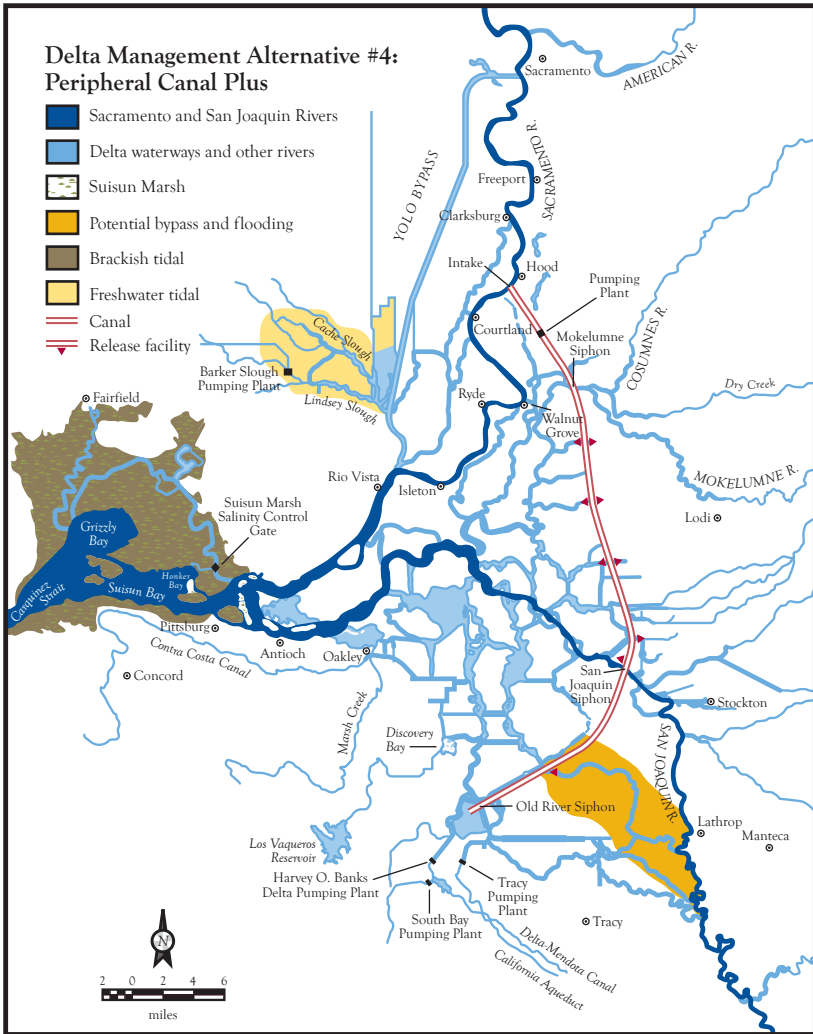 Delta Management Alternative #4:
Peripheral Canal Plus
Sacramento and San Joaquin Rivers
Delta waterways and other rivers
Suisun Marsh
Potential bypass and flooding
Brackish tidal
Freshwater tidal
Canal
Release facility
Sacramento
AMERICAN R.
YOLO BYPASS
SACRAMENTO R.
Freeport
Clarksburg
Intake
Hood
Pumping
Plant
Courtland
Mokelumne
Siphon
COSUMNES R.
Cache Slough
Barker Slough
Pumping Plant
Lindsey Slough
Dry Creek
Fairfield
Ryde
Walnut
Grove
MOKELUMNE R.
Rio Vista
Isleton
Lodi
Suisun Marsh
Salinity Control
Gate
Grizzly
Bay
Honker
Bay
Suisun Bay
Carquinez
Strait
Pittsburg
Antioch
Oakley
Contra Costa Canal
Concord
San
Joaquin
Siphon
Stockton
Marsh Creek
Discovery
Bay
SAN JOAQUIN R.
Old River Siphon
Lathrop
Manteca
Los Vaqueros
Reservoir
Harvey O. Banks
Delta Pumping Plant
Tracy
Pumping
Plant
South Bay
Pumping Plant
Tracy
Delta-Mendota Canal
California Aqueduct
N
2 0 2 4 6
miles